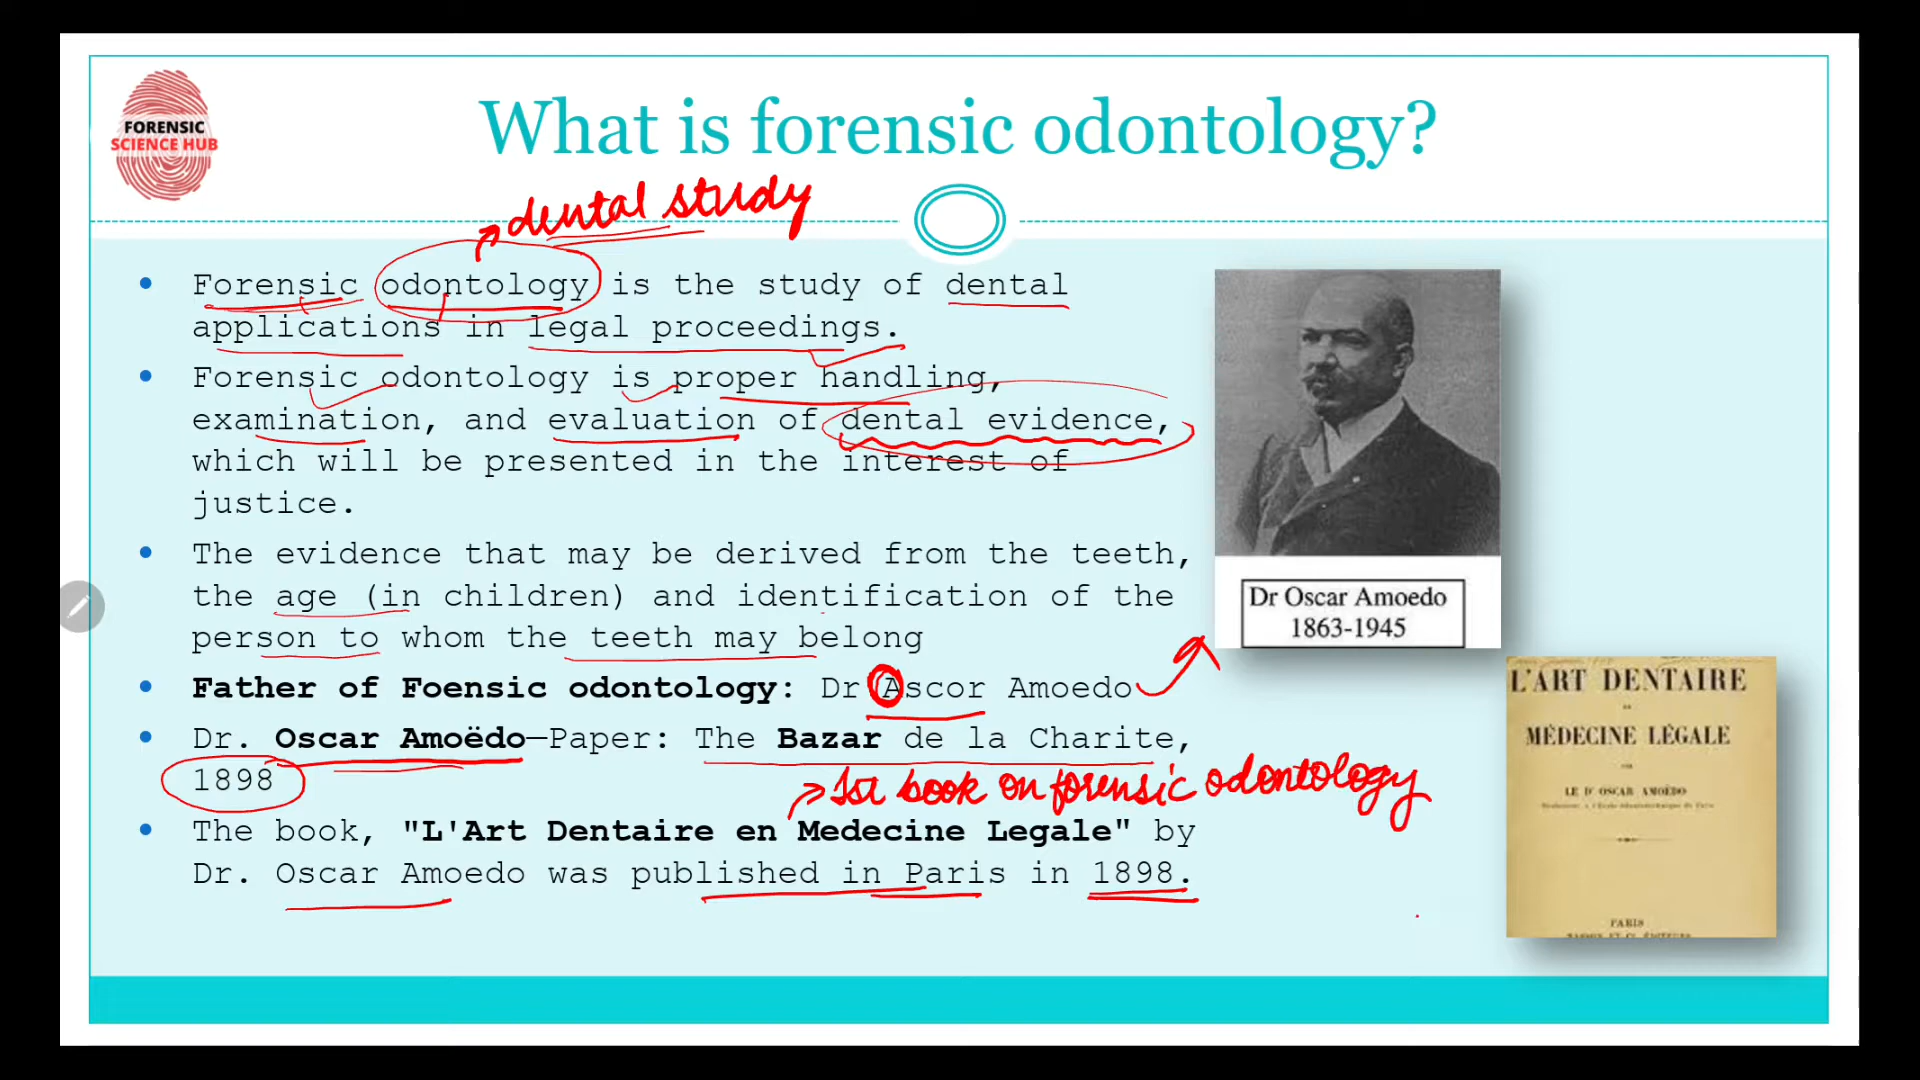 FORENSIC
SCIENCE HUB
What is forensic odontology?
dental study
Forensic odontology is the study of dental
applications in legal proceedings.
Forensic odontology is proper handling,
examination, and evaluation of dental evidence,
which will be presented in the interest of
justice.
The evidence that may be derived from the teeth,
the age (in children) and identification of the
person to whom the teeth may belong
Father of Foensic odontology: Dr Ascor Amoedo
Dr. Oscar Amoëdo—Paper: The Bazar de la Charite,
1898
1st book on forensic odontology
The book, "L'Art Dentaire en Medecine Legale" by
Dr. Oscar Amoedo was published in Paris in 1898.
Dr Oscar Amoedo
1863-1945
L'ART DENTAIRE
MÉDECINE LÉGALE
LE Dr OSCAR AMOËDO
PARIS